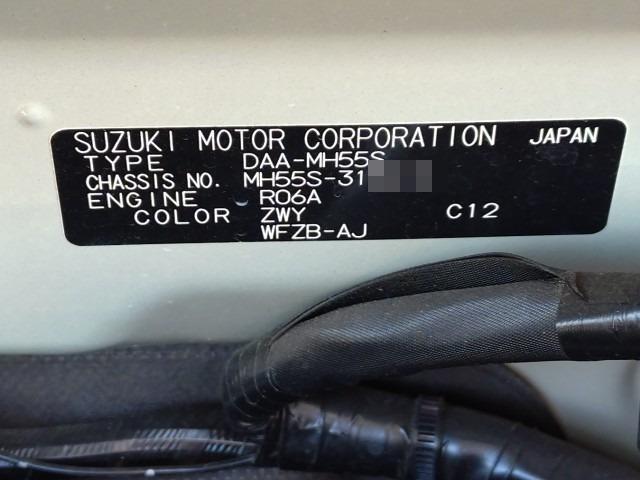 SUZUKI MOTOR CORPORATION JAPAN
TYPE DAA-MH55S
CHASSIS NO. MH55S-31
ENGINE R06A
COLOR ZWY C12
WFZB-AJ